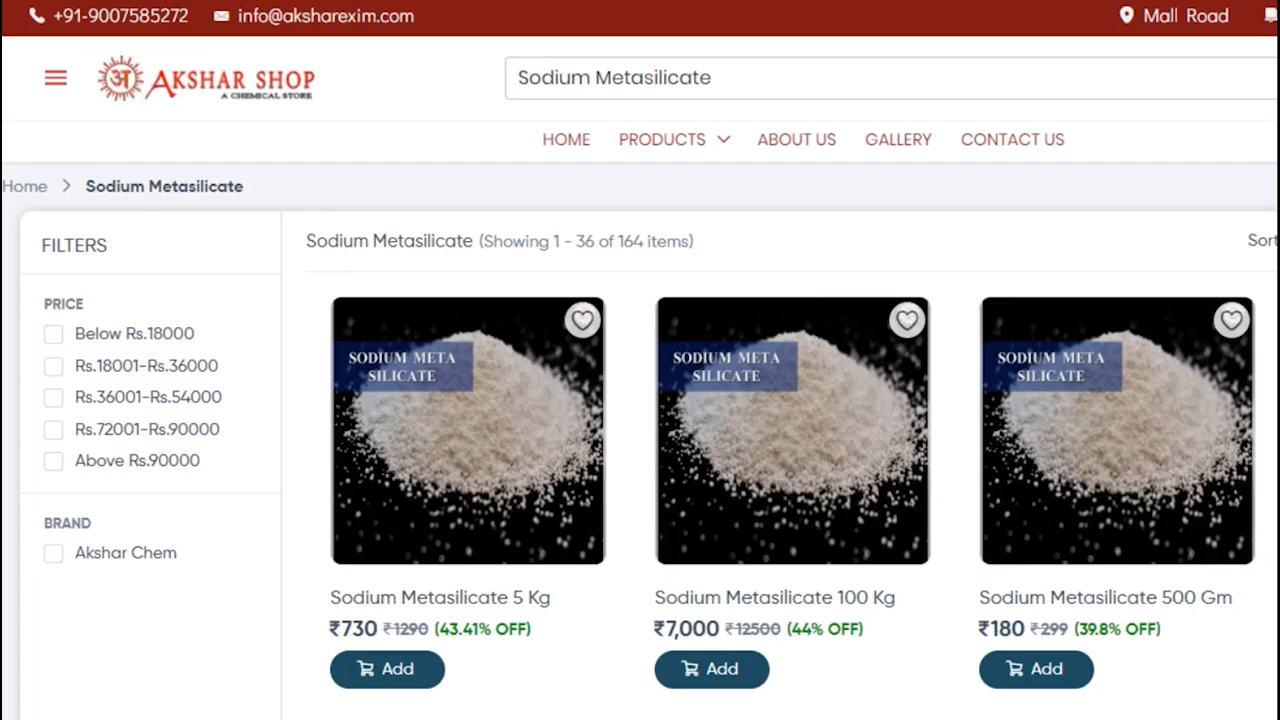 +91-9007585272 info@aksharexim.com Mall Road
अ AKSHAR SHOP
A CHEMICAL STORE
Sodium Metasilicate
HOME PRODUCTS ABOUT US GALLERY CONTACT US
Home > Sodium Metasilicate
FILTERS
PRICE
Below Rs.18000
Rs.18001-Rs.36000
Rs.36001-Rs.54000
Rs.72001-Rs.90000
Above Rs.90000
BRAND
Akshar Chem
Sodium Metasilicate (Showing 1 - 36 of 164 items)
Sort
SODIUM META
SILICATE
Sodium Metasilicate 5 Kg
₹730 ₹1290 (43.41% OFF)
Add
SODIUM META
SILICATE
Sodium Metasilicate 100 Kg
₹7,000 ₹12500 (44% OFF)
Add
SODIUM META
SILICATE
Sodium Metasilicate 500 Gm
₹180 ₹299 (39.8% OFF)
Add